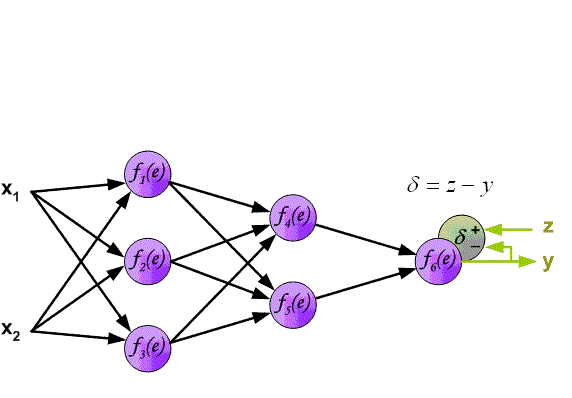 δ = z − y
f₁(e)
x₁
f₄(e)
z
δ + −
f₂(e)
f₆(e)
y
f₅(e)
x₂
f₃(e)